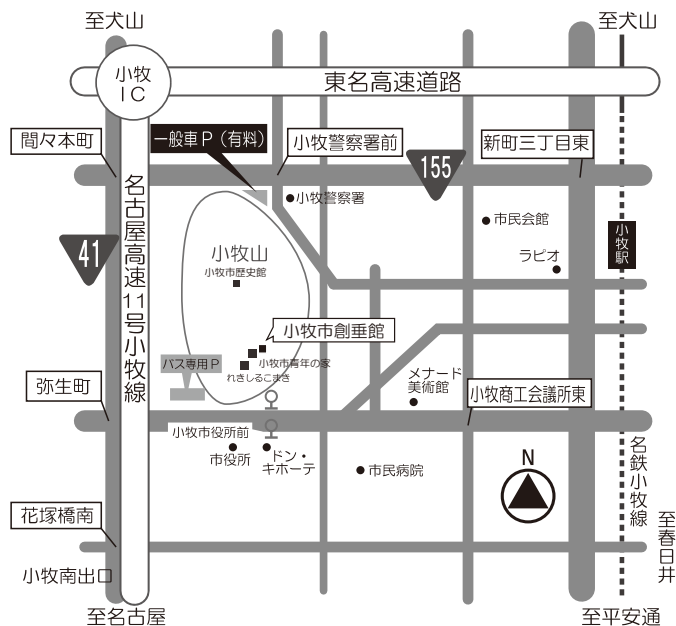 至犬山
至犬山
小牧
IC
東名高速道路
間々本町
一般車P（有料）
小牧警察署前
新町三丁目東
155
名古屋高速11号小牧線
小牧警察署
市民会館
小牧駅
41
小牧山
小牧市歴史館
ラピオ
小牧市創垂館
小牧市青年の家
バス専用P
れきしるこまき
弥生町
メナード
美術館
小牧商工会議所東
小牧市役所前
市役所
ドン・
キホーテ
市民病院
N
名鉄小牧線
花塚橋南
至春日井
小牧南出口
至名古屋
至平安通